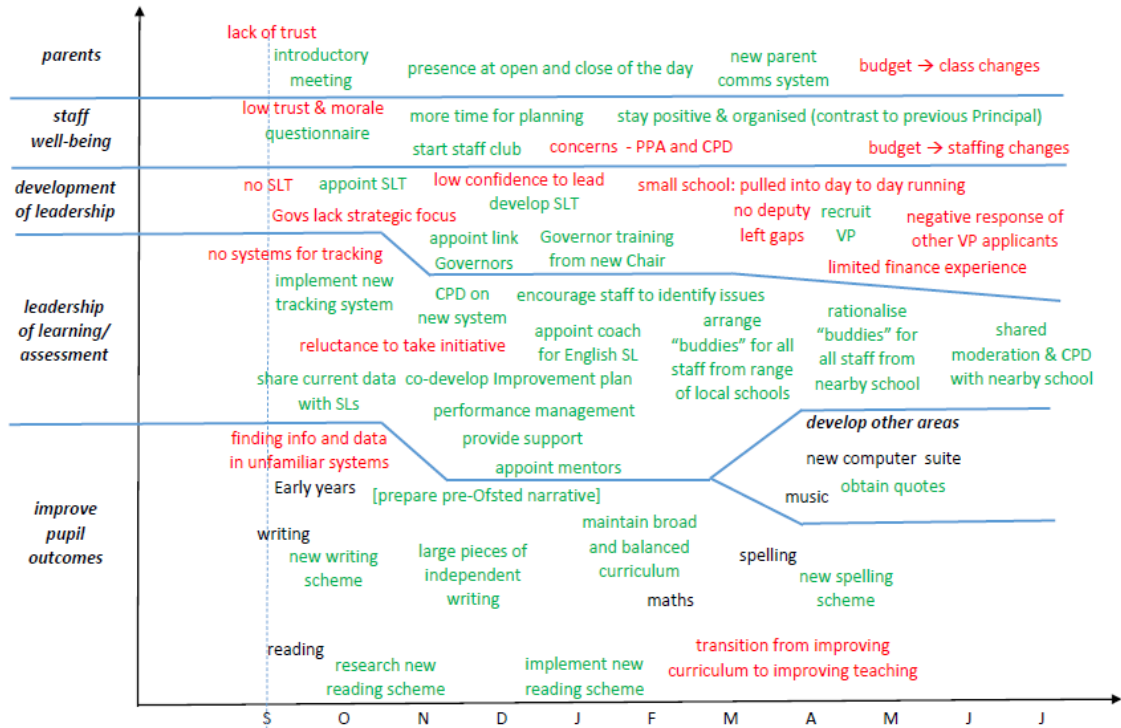 lack of trust
parents
introductory
meeting
presence at open and close of the day
new parent
comms system
budget → class changes
staff
well-being
low trust & morale
questionnaire
more time for planning
stay positive & organised (contrast to previous Principal)
start staff club
concerns - PPA and CPD
budget → staffing changes
development
of leadership
no SLT
appoint SLT
low confidence to lead
develop SLT
small school: pulled into day to day running
Govs lack strategic focus
no deputy
left gaps
recruit
VP
negative response of
other VP applicants
appoint link
Governors
Governor training
from new Chair
limited finance experience
leadership
of learning/
assessment
no systems for tracking
implement new
tracking system
CPD on
new system
encourage staff to identify issues
reluctance to take initiative
appoint coach
for English SL
arrange
“buddies” for all
staff from range
of local schools
rationalise
“buddies” for
all staff from
nearby school
shared
moderation & CPD
with nearby school
share current data
with SLs
co-develop Improvement plan
performance management
provide support
appoint mentors
develop other areas
new computer suite
obtain quotes
music
improve
pupil
outcomes
finding info and data
in unfamiliar systems
Early years
[prepare pre-Ofsted narrative]
writing
new writing
scheme
large pieces of
independent
writing
maintain broad
and balanced
curriculum
maths
spelling
new spelling
scheme
reading
research new
reading scheme
implement new
reading scheme
transition from improving
curriculum to improving teaching
S O N D J F M A M J J